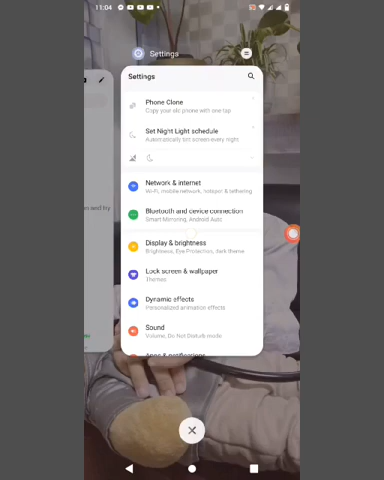 11:04
Settings
Settings
Phone Clone
Copy your old phone with one tap
Set Night Light schedule
Automatically tint screen every night
Network & internet
Wi-Fi, mobile network, hotspot & tethering
Bluetooth and device connection
Smart Mirroring, Android Auto
Display & brightness
Brightness, Eye Protection, dark theme
Lock screen & wallpaper
Themes
Dynamic effects
Personalized animation effects
Sound
Volume, Do Not Disturb mode
Apps & notifications